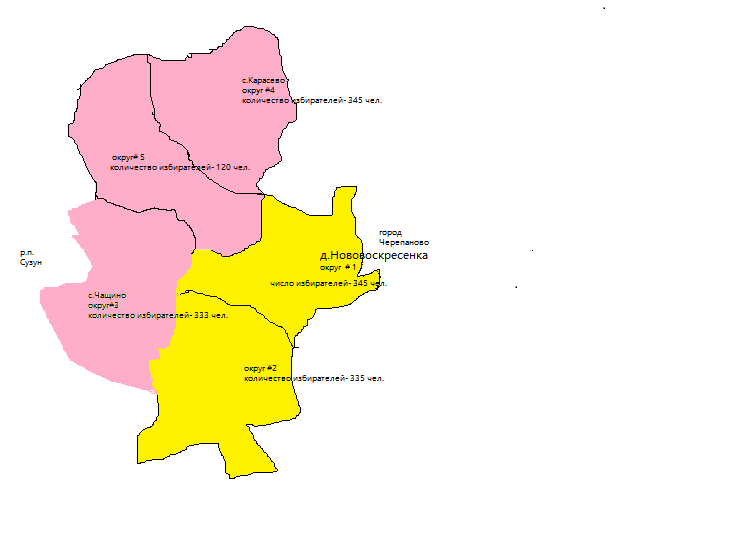 с.Карасево
округ #4
количество избирателей- 345 чел.
округ# 5
количество избирателей- 120 чел.
город
Черепаново
р.п.
Сузун
д.Нововоскресенка
округ # 1
число избирателей- 345 чел.
с.Чащино
округ#3
количество избирателей- 333 чел.
округ #2
количество избирателей- 335 чел.